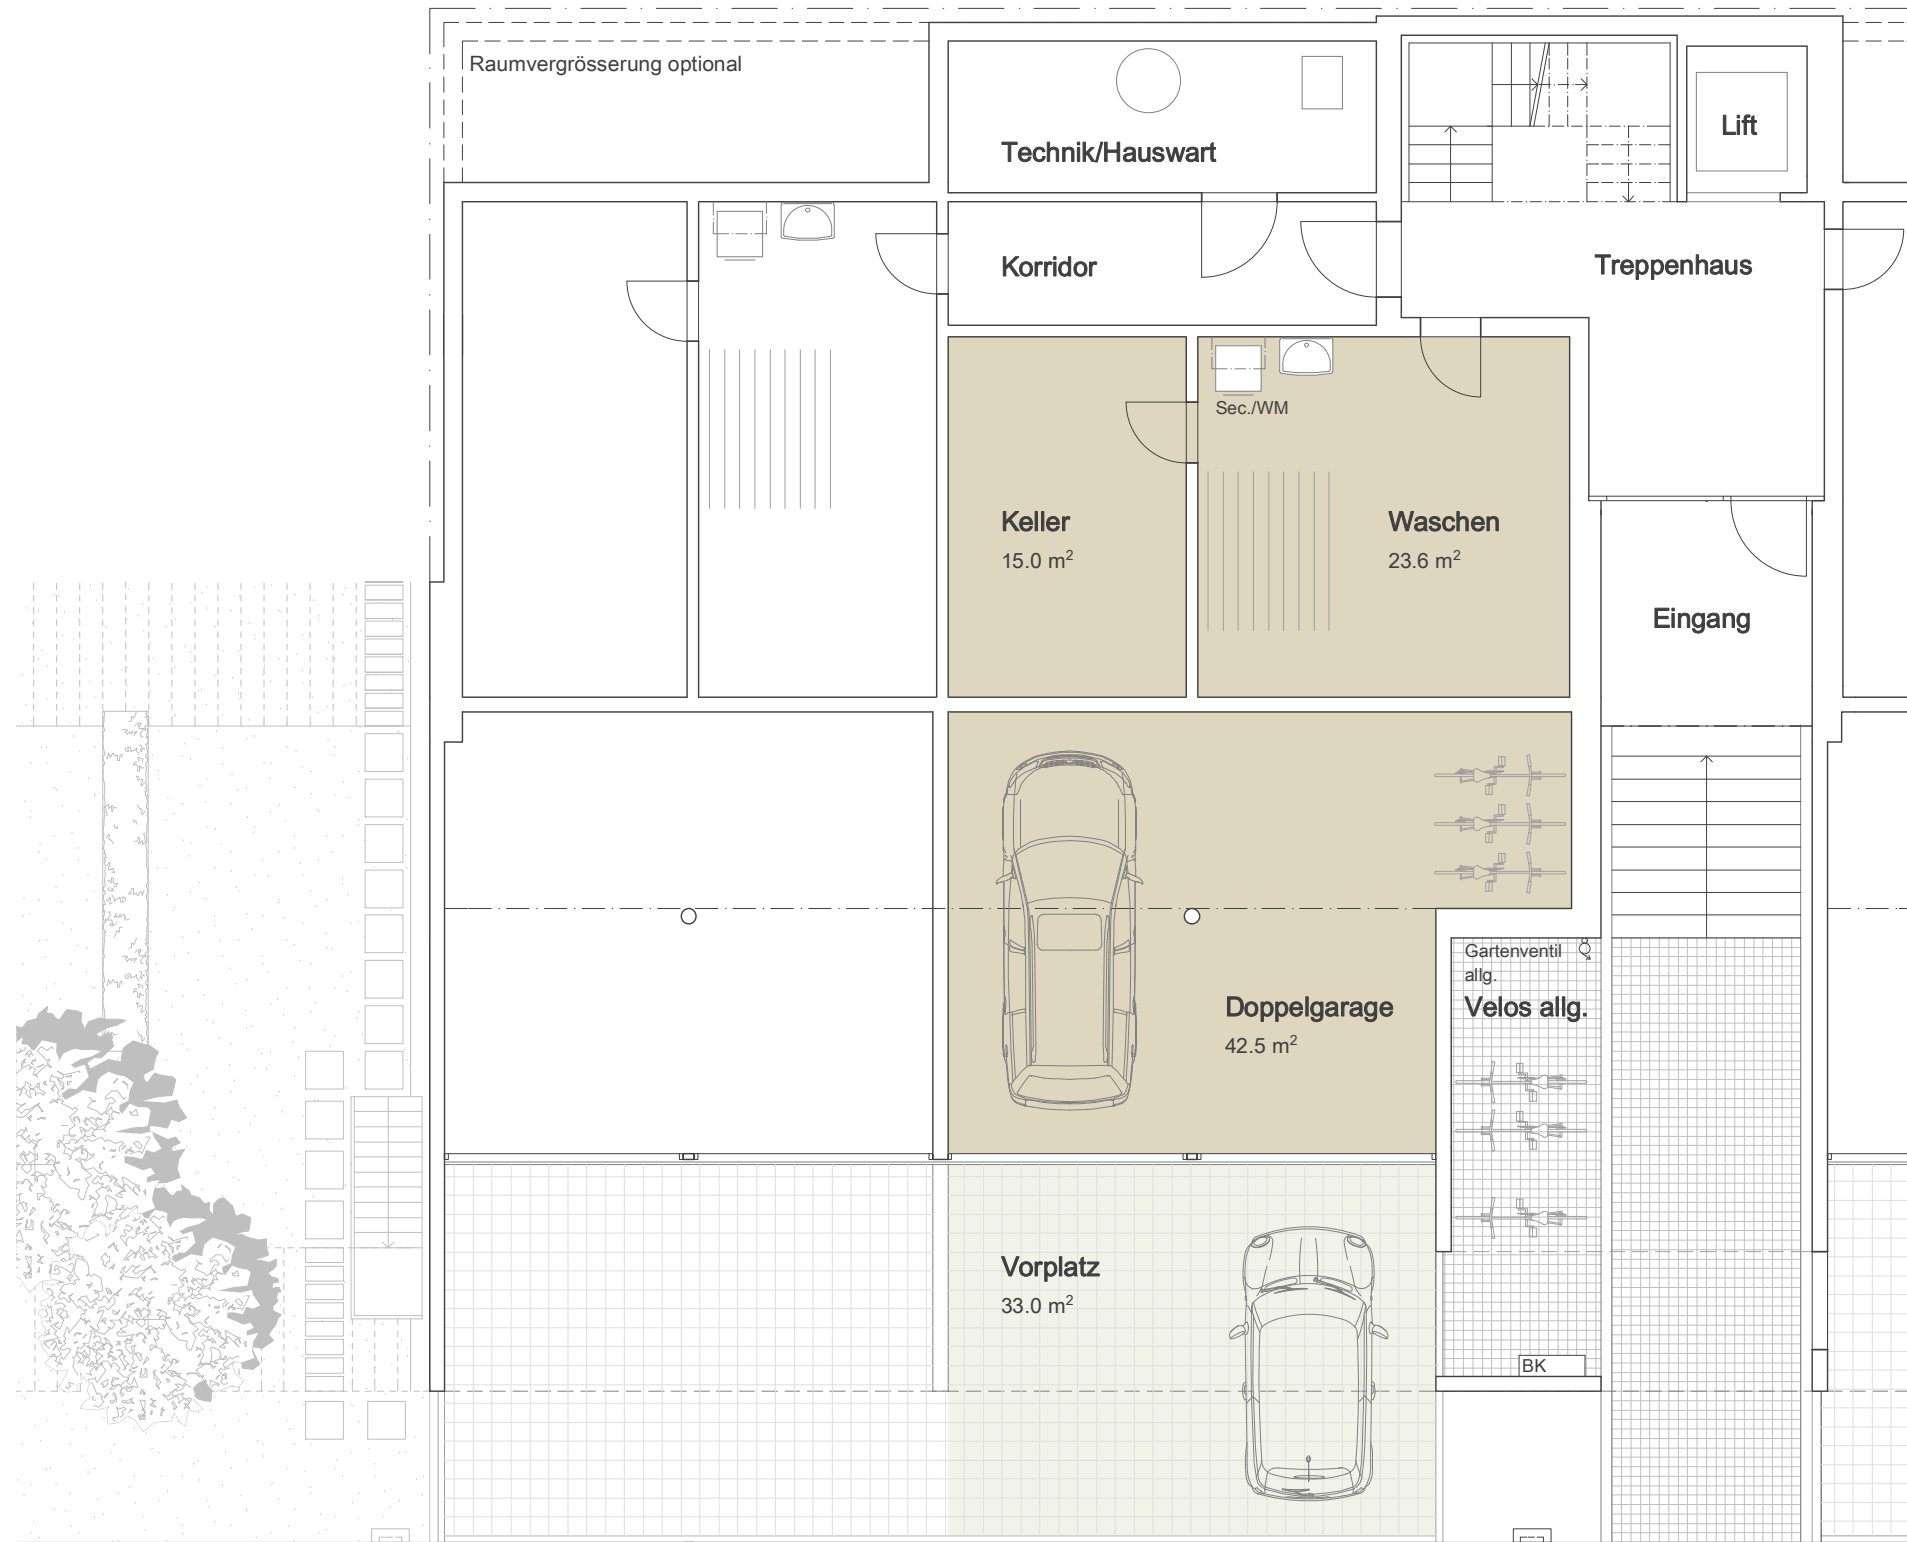 Raumvergrösserung optional
Technik/Hauswart
Lift
Korridor
Treppenhaus
Sec./WM
Keller
15.0 m²
Waschen
23.6 m²
Eingang
Gartenventil
allg.
Velos allg.
Doppelgarage
42.5 m²
Vorplatz
33.0 m²
BK